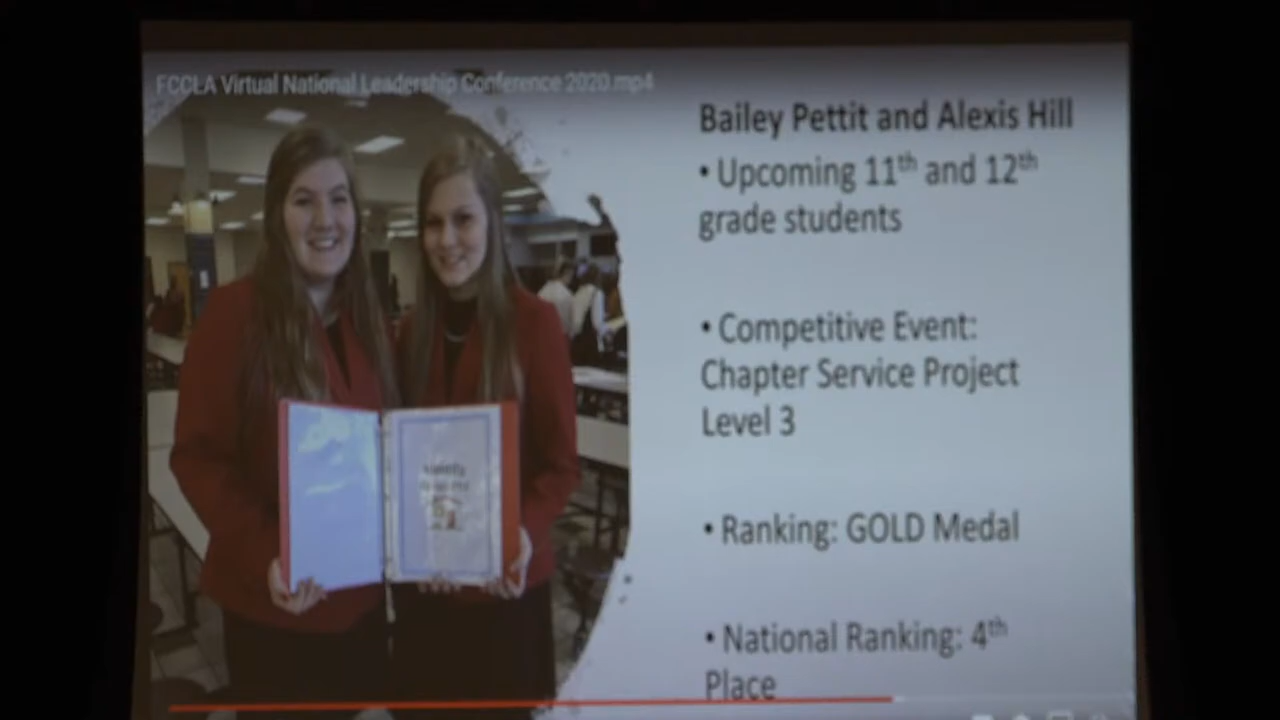 FCCLA Virtual National Leadership Conference 2020.mp4
Bailey Pettit and Alexis Hill
• Upcoming 11th and 12th
grade students
• Competitive Event:
Chapter Service Project
Level 3
• Ranking: GOLD Medal
• National Ranking: 4th
Place